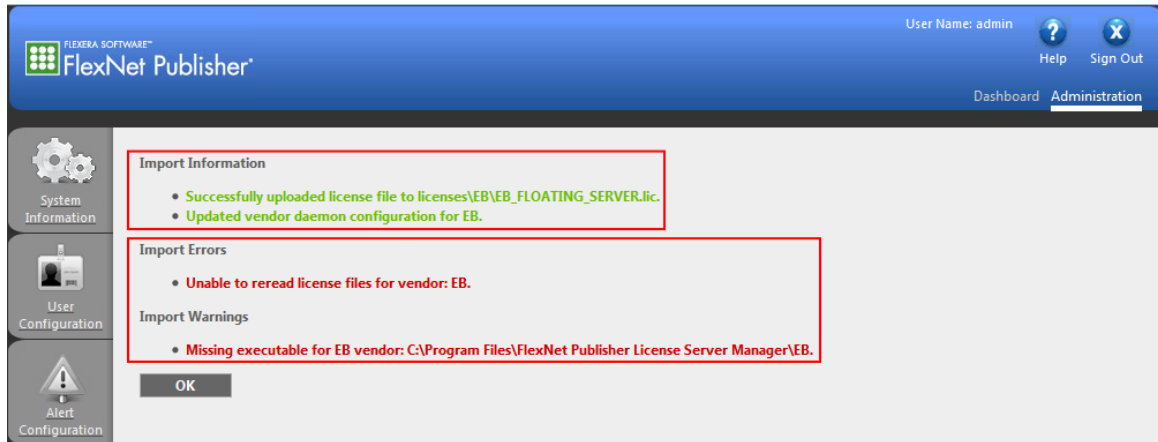 User Name: admin
? X
FLEXERA SOFTWARE™
FlexNet Publisher®
Help Sign Out
Dashboard Administration
System
Information
User
Configuration
Alert
Configuration
Import Information
• Successfully uploaded license file to licenses\EB\EB_FLOATING_SERVER.lic.
• Updated vendor daemon configuration for EB.
Import Errors
• Unable to reread license files for vendor: EB.
Import Warnings
• Missing executable for EB vendor: C:\Program Files\FlexNet Publisher License Server Manager\EB.
OK